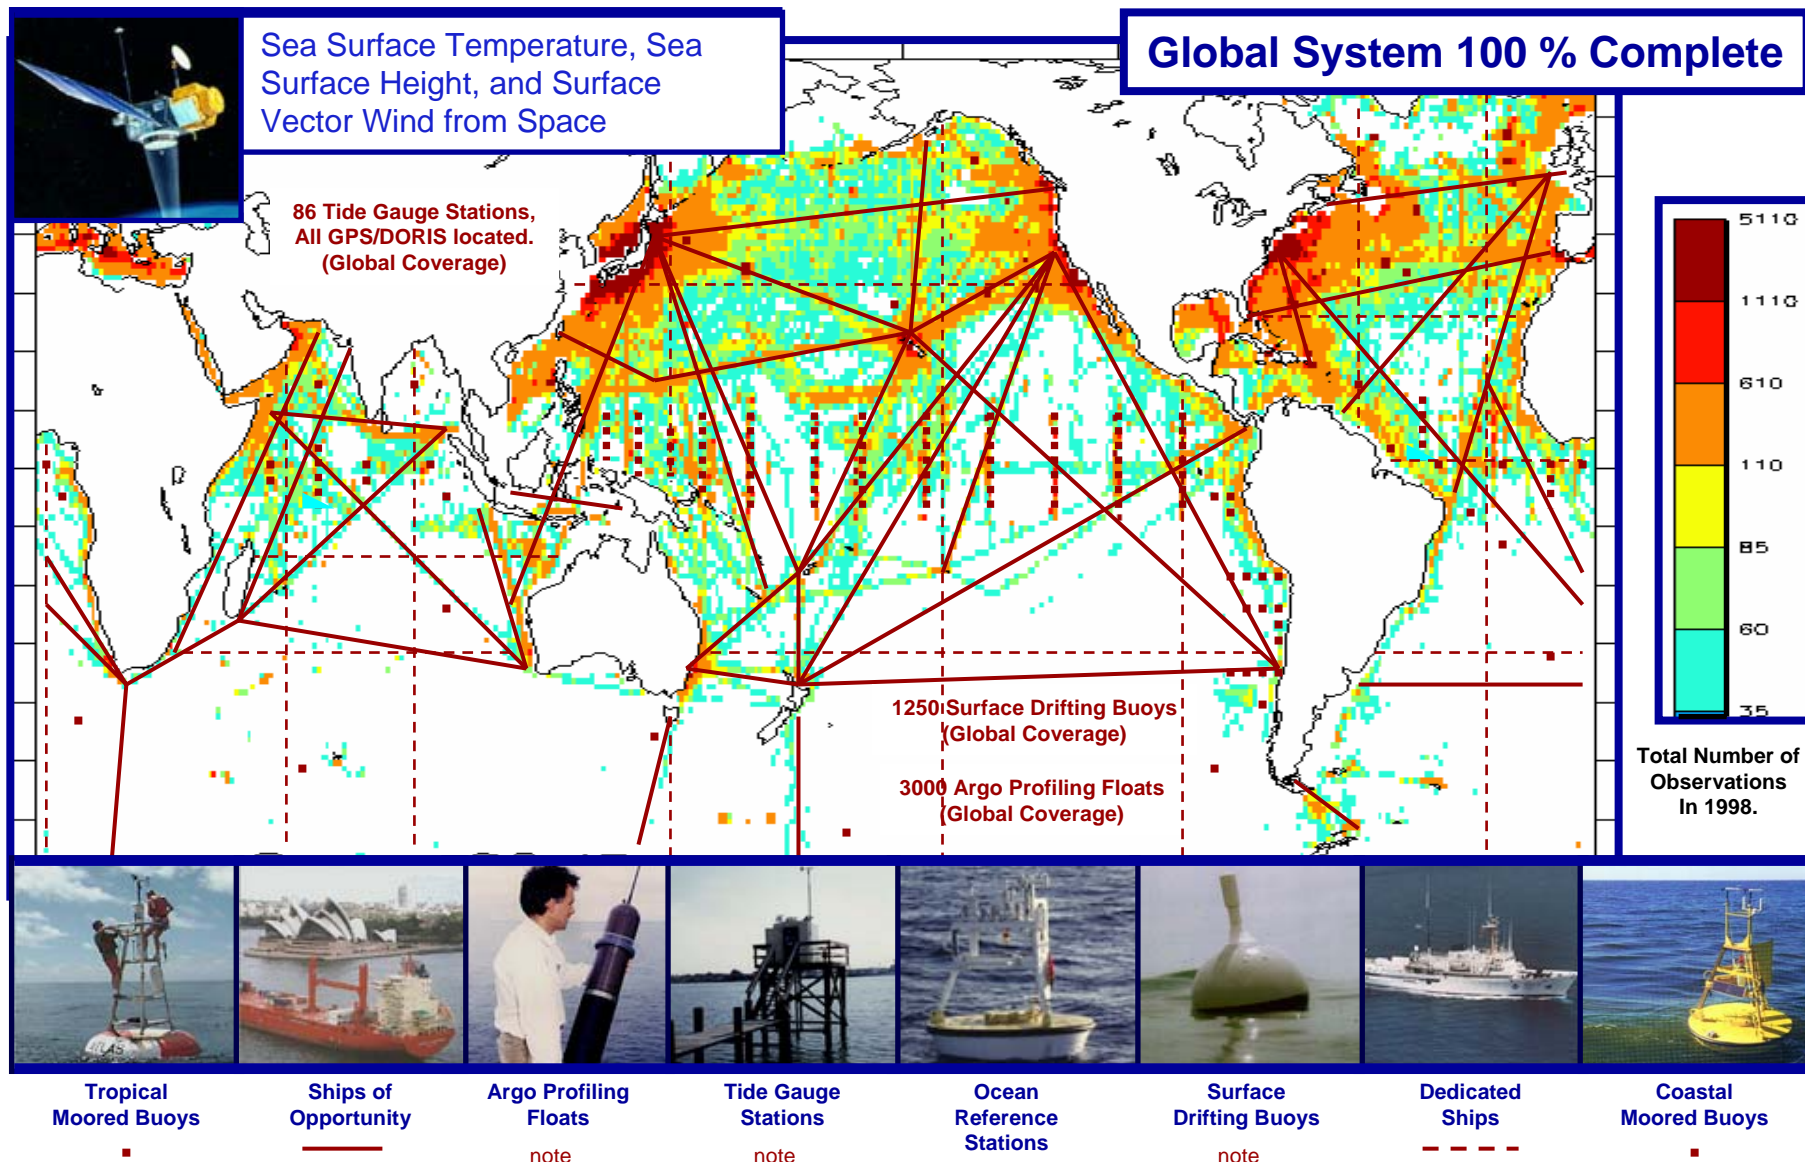 Sea Surface Temperature, Sea
Surface Height, and Surface
Vector Wind from Space
Global System 100 % Complete
86 Tide Gauge Stations,
All GPS/DORIS located.
(Global Coverage)
5110
1110
610
110
85
60
35
Total Number of
Observations
In 1998.
1250 Surface Drifting Buoys
(Global Coverage)
3000 Argo Profiling Floats
(Global Coverage)
ATLAS
Tropical
Moored Buoys
Ships of
Opportunity
Argo Profiling
Floats
note
Tide Gauge
Stations
note
Ocean
Reference
Stations
Surface
Drifting Buoys
note
Dedicated
Ships
Coastal
Moored Buoys